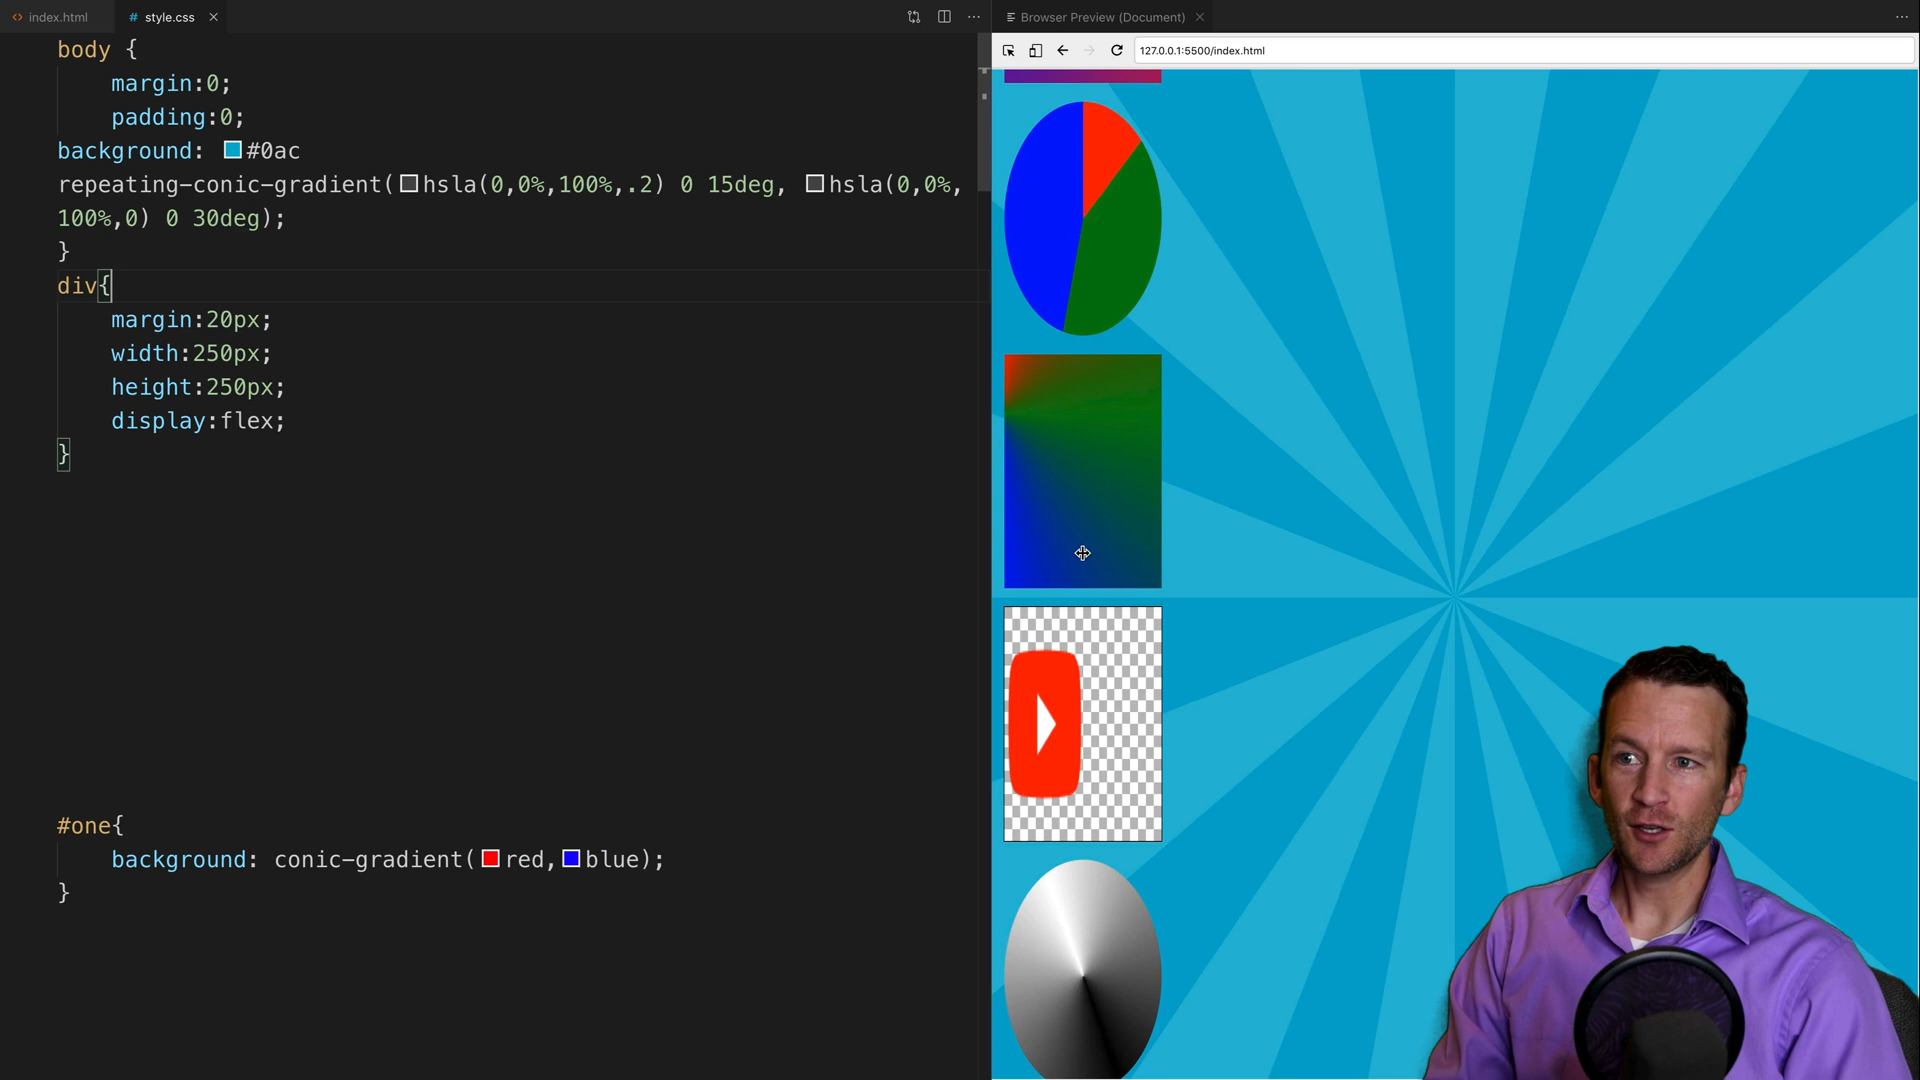 index.html
style.css
Browser Preview (Document)
127.0.0.1:5500/index.html
body {
margin:0;
padding:0;
background: #0ac
repeating-conic-gradient(hsla(0,0%,100%,.2) 0 15deg, hsla(0,0%,
100%,0) 0 30deg);
}
div{
margin:20px;
width:250px;
height:250px;
display:flex;
}
#one{
background: conic-gradient(red,blue);
}